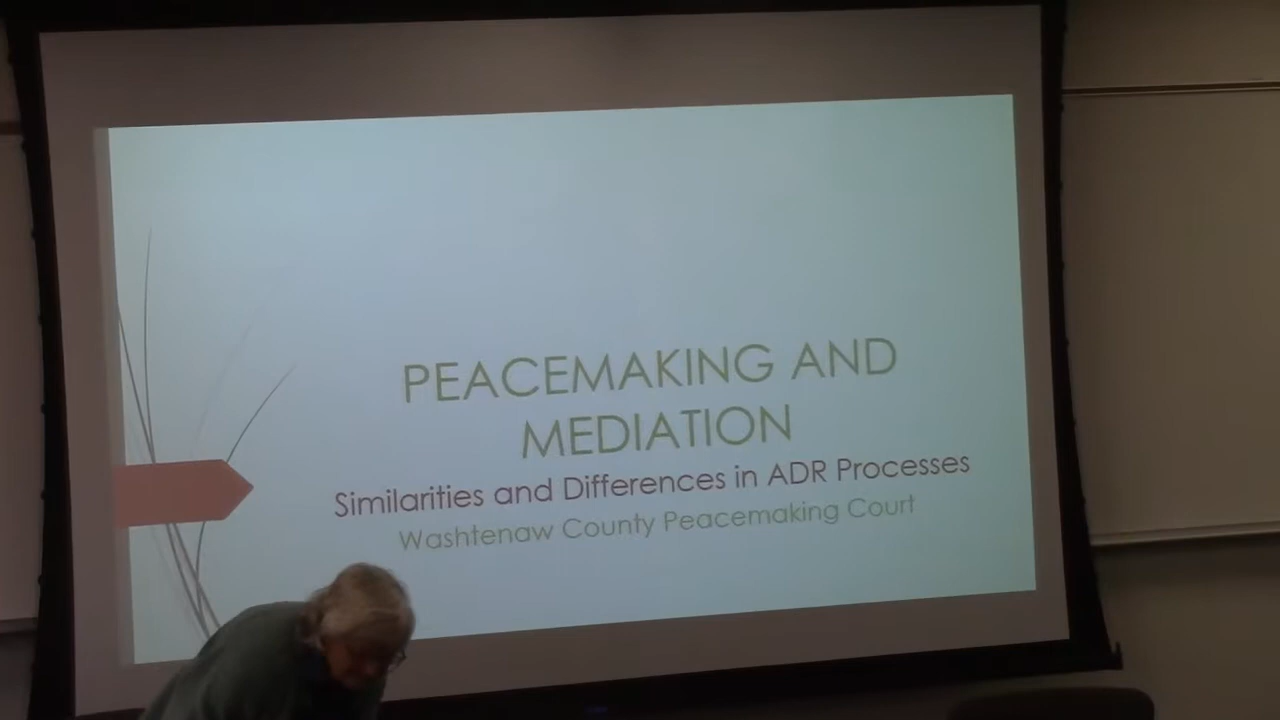 PEACEMAKING AND
MEDIATION
Similarities and Differences in ADR Processes
Washtenaw County Peacemaking Court